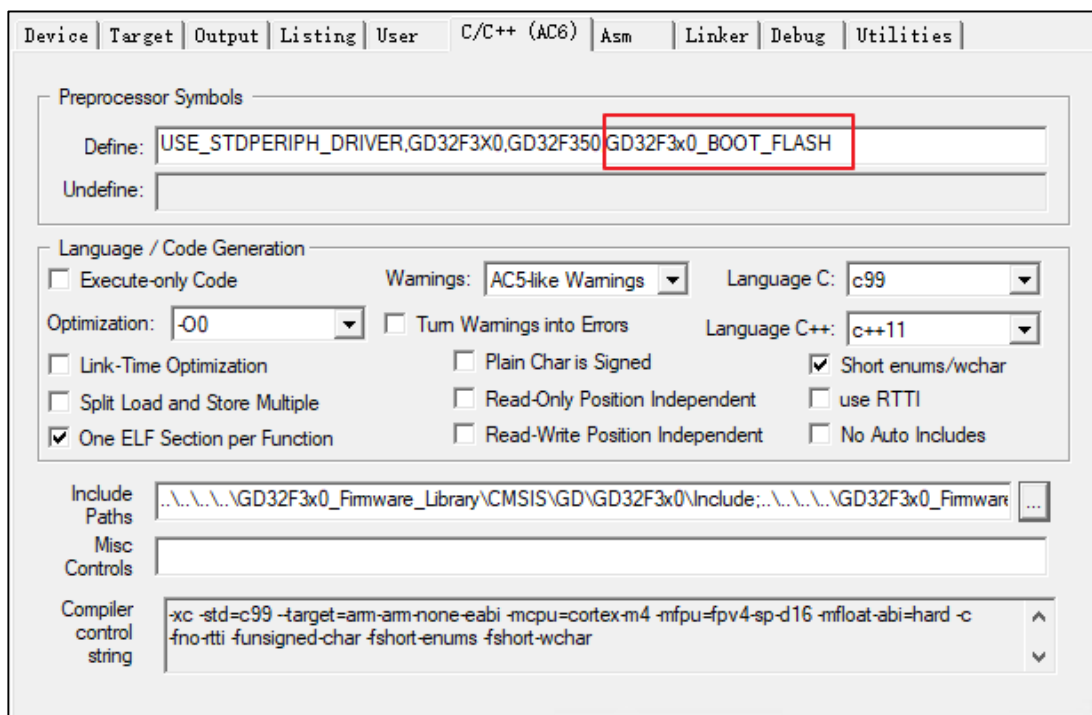 Device Target Output Listing User C/C++ (AC6) Asm Linker Debug Utilities
Preprocessor Symbols
Define: USE_STDPERIPH_DRIVER,GD32F3X0,GD32F350,GD32F3x0_BOOT_FLASH
Undefine:
Language / Code Generation
Execute-only Code Warnings: AC5-like Warnings Language C: c99
Optimization: -O0 Turn Warnings into Errors Language C++: c++11
Link-Time Optimization Plain Char is Signed Short enums/wchar
Split Load and Store Multiple Read-Only Position Independent use RTTI
One ELF Section per Function Read-Write Position Independent No Auto Includes
Include ..\..\..\..\GD32F3x0_Firmware_Library\CMSIS\GD\GD32F3x0\Include;..\..\..\..\GD32F3x0_Firmware ...
Paths
Misc
Controls
Compiler -xc -std=c99 --target=arm-arm-none-eabi -mcpu=cortex-m4 -mfpu=fpv4-sp-d16 -mfloat-abi=hard -c
control -fno-rtti -funsigned-char -fshort-enums -fshort-wchar
string